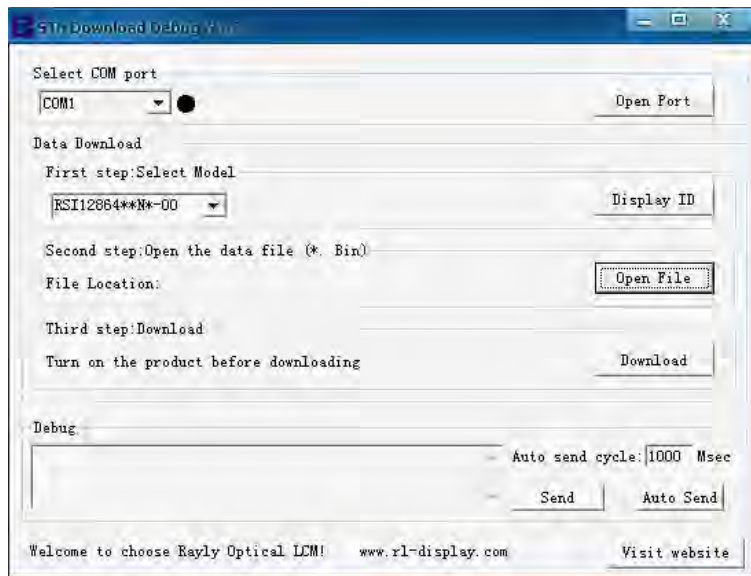 STN Download Debug
Select COM port
COM1
Open Port
Data Download
First step:Select Model
RSI12864**N*-00
Display ID
Second step:Open the data file (*. Bin)
File Location:
Open File
Third step:Download
Turn on the product before downloading
Download
Debug
Auto send cycle: 1000 Msec
Send
Auto Send
Welcome to choose Rayly Optical LCM! www.rl-display.com
Visit website